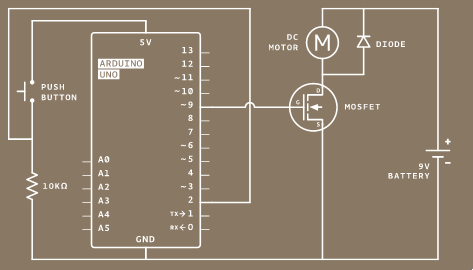 5V
DC
MOTOR
M
DIODE
ARDUINO
UNO
13
12
~11
~10
~9
8
7
~6
~5
4
~3
2
TX→1
RX←0
PUSH
BUTTON
D
G
S
MOSFET
A0
A1
A2
A3
A4
A5
10KΩ
+
9V
BATTERY
−
GND